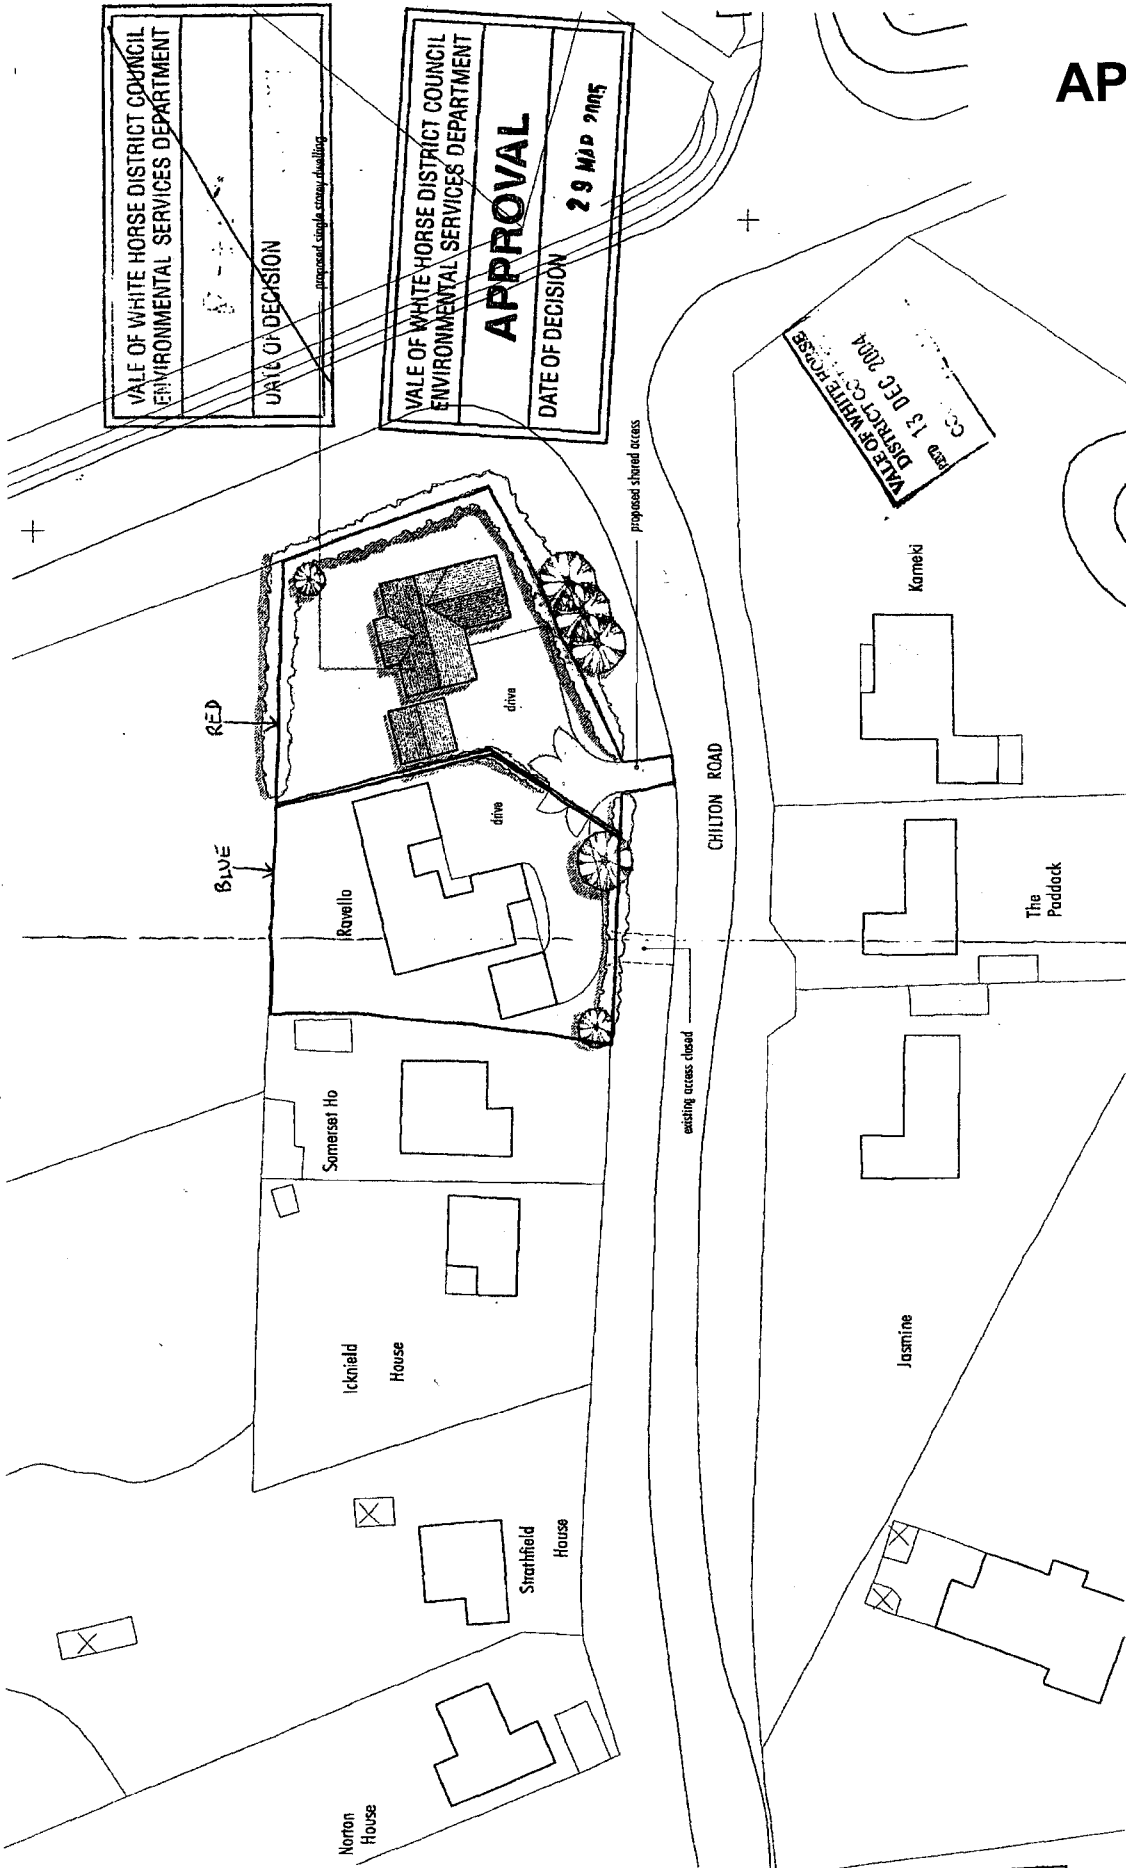 AP
VALE OF WHITE HORSE DISTRICT COUNCIL
ENVIRONMENTAL SERVICES DEPARTMENT
DATE OF DECISION
proposed single storey dwelling
VALE OF WHITE HORSE DISTRICT COUNCIL
ENVIRONMENTAL SERVICES DEPARTMENT
APPROVAL
DATE OF DECISION
29 MAR 2005
VALE OF WHITE HORSE
DISTRICT
RECD 13 DEC 2004
RED
BLUE
drive
drive
proposed shared access
existing access closed
CHILTON ROAD
Kameki
Ravello
The
Paddock
Somerset Ho
Icknield
House
Jasmine
Strathfield
House
Norton
House